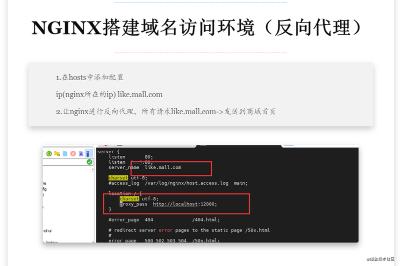 NGINX搭建域名访问环境（反向代理）
1.在hosts中添加配置
ip(nginx所在的ip) like.mall.com
2.让nginx进行反向代理，所有请求like.mall.com->发送到商城首页
server {
listen 80;
listen 80;
server_name like.mall.com
charset utf-8;
#access_log /var/log/nginx/host.access.log main;
location / {
charset utf-8;
proxy_pass http://localhost:12000;
}
#error_page 404 /404.html;
# redirect server error pages to the static page /50x.html
#
error_page 500 502 503 504 /50x.html;